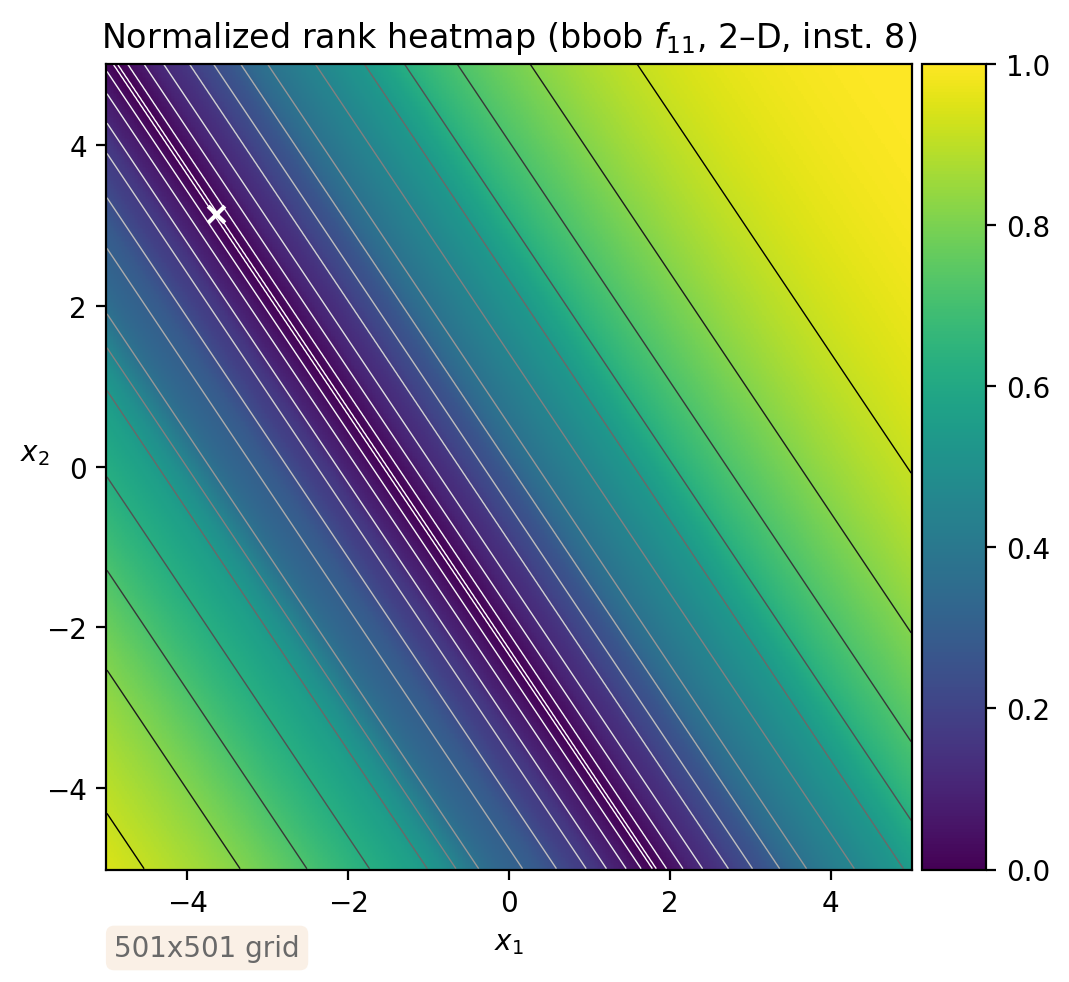 Normalized rank heatmap (bbob f₁₁, 2–D, inst. 8)
1.0
4
0.8
2
0.6
x₂
0
0.4
−2
0.2
−4
0.0
−4 −2 0 2 4
x₁
501x501 grid